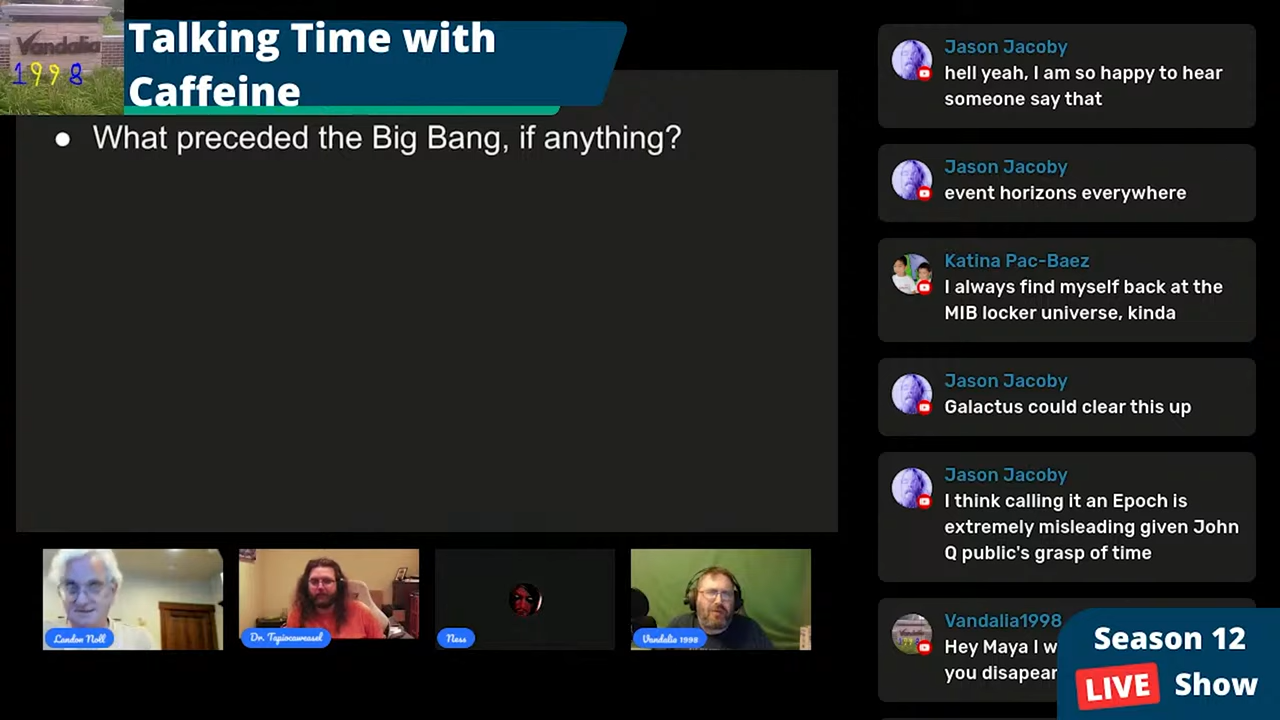 Vandalia
1998
Talking Time with
Caffeine
• What preceded the Big Bang, if anything?
Landon Noll
Dr. Tapiocaweasel
Ness
Vandalia 1998
Jason Jacoby
hell yeah, I am so happy to hear
someone say that
Jason Jacoby
event horizons everywhere
Katina Pac-Baez
I always find myself back at the
MIB locker universe, kinda
Jason Jacoby
Galactus could clear this up
Jason Jacoby
I think calling it an Epoch is
extremely misleading given John
Q public's grasp of time
Vandalia1998
Hey Maya I w
you disapear
Season 12
LIVE Show